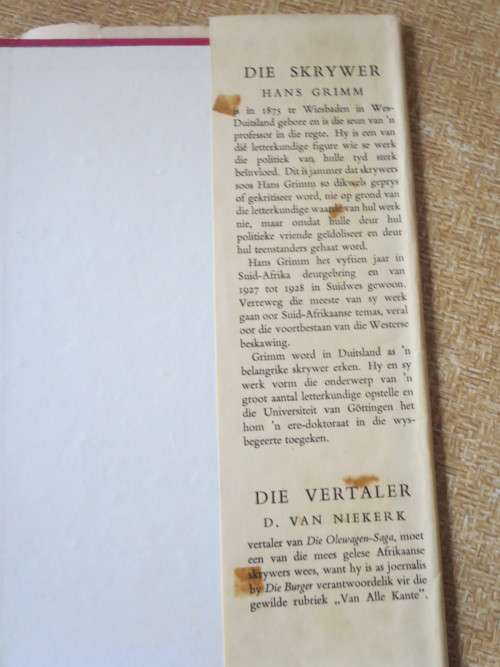 DIE SKRYWER
HANS GRIMM
is in 1875 te Wiesbaden in Wes-
Duitsland gebore en is die seun van 'n
professor in die regte. Hy is een van
dié letterkundige figure wie se werk
die politiek van hulle tyd sterk
beïnvloed. Dit is jammer dat skrywers
soos Hans Grimm so dikwels geprys
of gekritiseer word, nie op grond van
die letterkundige waarde van hul werk
nie, maar omdat hulle deur hul
politieke vriende geïdoliseer en deur
hul teenstanders gehaat word.
Hans Grimm het vyftien jaar in
Suid-Afrika deurgebring en van
1927 tot 1928 in Suidwes gewoon.
Verreweg die meeste van sy werk
gaan oor Suid-Afrikaanse temas, veral
oor die voortbestaan van die Westerse
beskawing.
Grimm word in Duitsland as 'n
belangrike skrywer erken. Hy en sy
werk vorm die onderwerp van 'n
groot aantal letterkundige opstelle en
die Universiteit van Göttingen het
hom 'n ere-doktoraat in die wys-
begeerte toegeken.
DIE VERTALER
D. VAN NIEKERK
vertaler van Die Olewagen-Saga, moet
een van die mees gelese Afrikaanse
skrywers wees, want hy is as joernalis
by Die Burger verantwoordelik vir die
gewilde rubriek „Van Alle Kante".